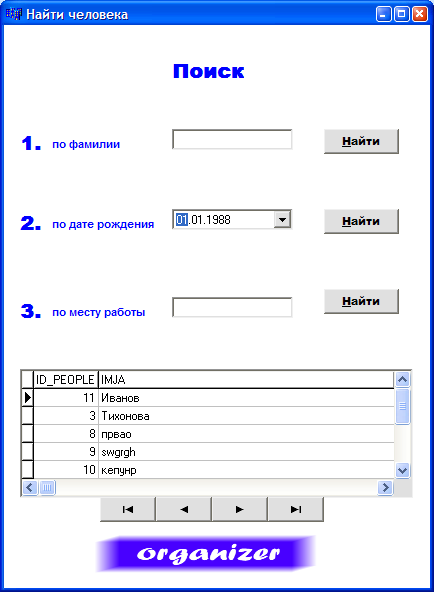 Найти человека
Поиск
1. по фамилии Найти
2. по дате рождения 01.01.1988 Найти
3. по месту работы Найти
ID_PEOPLE IMJA
11 Иванов
3 Тихонова
8 првао
9 swgrgh
10 кепунр
organizer